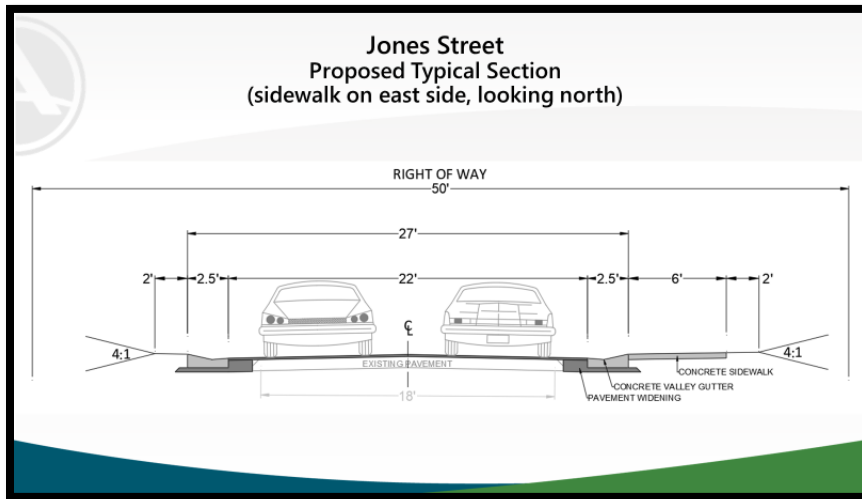 Jones Street
Proposed Typical Section
(sidewalk on east side, looking north)
RIGHT OF WAY
50'
27'
2' 2.5' 22' 2.5' 6' 2'
℄
4:1 4:1
EXISTING PAVEMENT
CONCRETE SIDEWALK
CONCRETE VALLEY GUTTER
18' PAVEMENT WIDENING